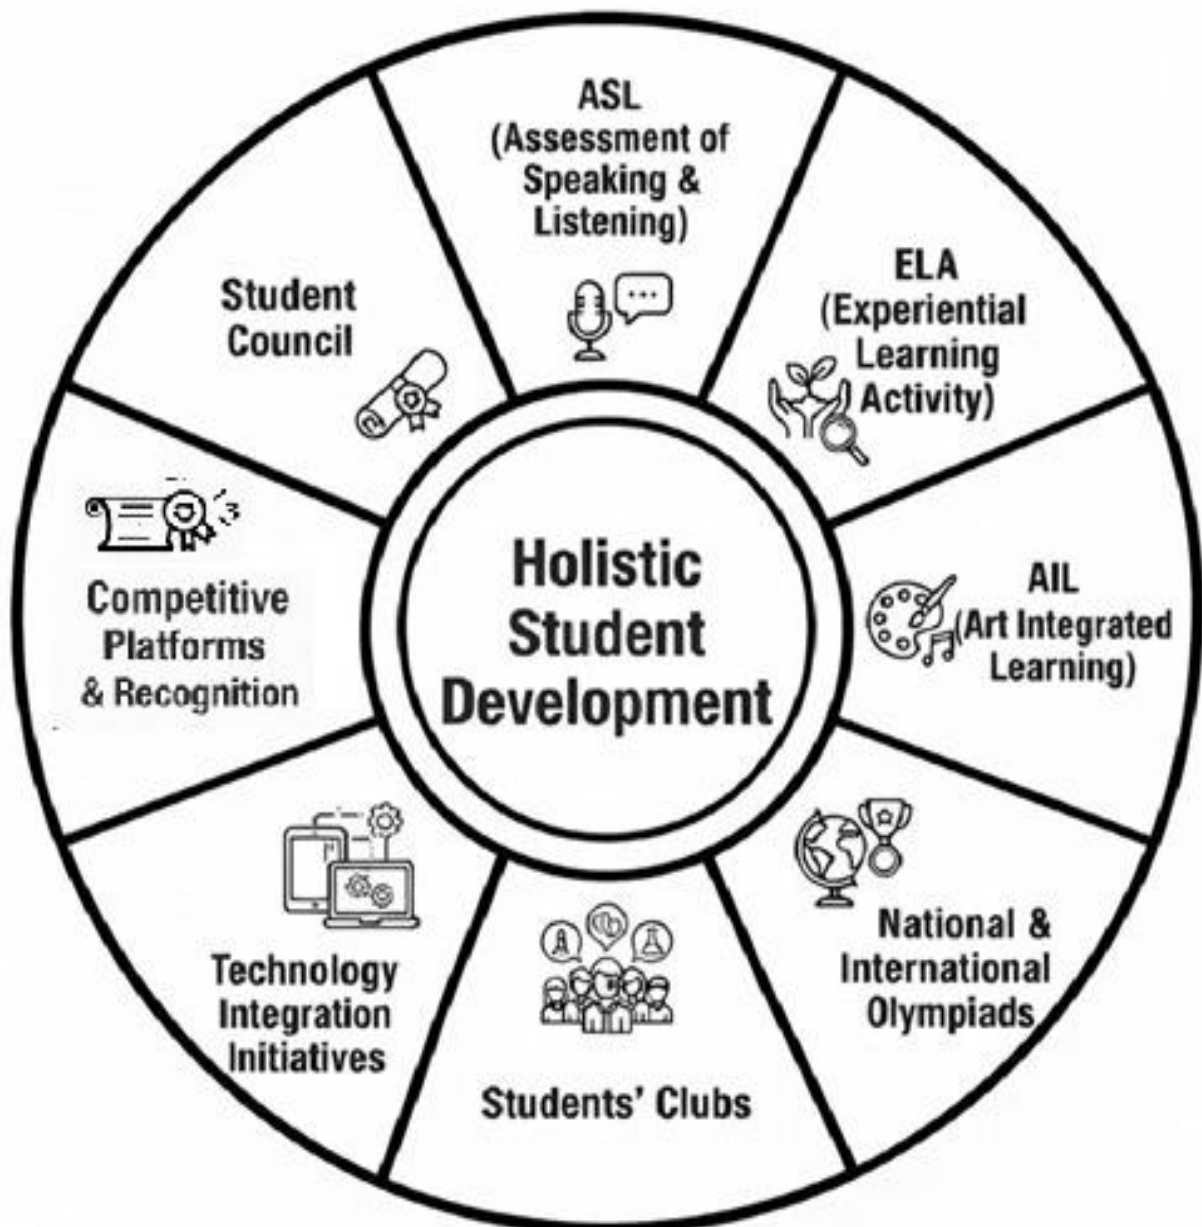 ASL
(Assessment of
Speaking &
Listening)
ELA
(Experiential
Learning
Activity)
AIL
(Art Integrated
Learning)
National &
International
Olympiads
Students' Clubs
Technology
Integration
Initiatives
Competitive
Platforms
& Recognition
Student
Council
Holistic
Student
Development